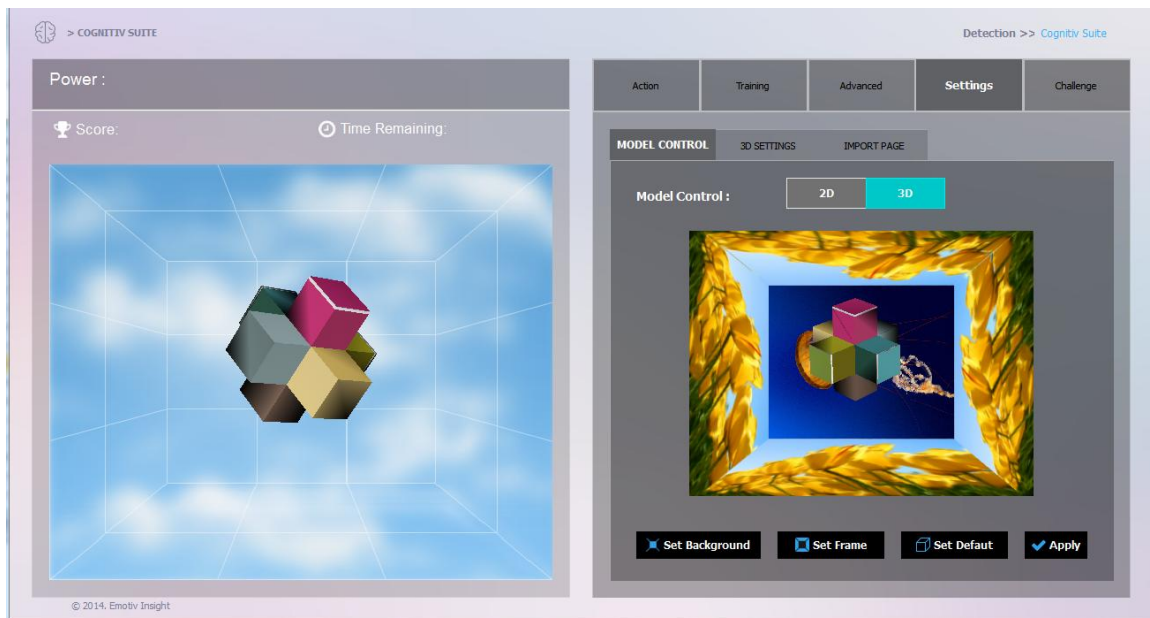 > COGNITIV SUITE
Detection >> Cognitiv Suite
Power :
Score:
Time Remaining:
Action
Training
Advanced
Settings
Challenge
MODEL CONTROL
3D SETTINGS
IMPORT PAGE
Model Control :
2D
3D
Set Background
Set Frame
Set Defaut
Apply
© 2014. Emotiv Insight